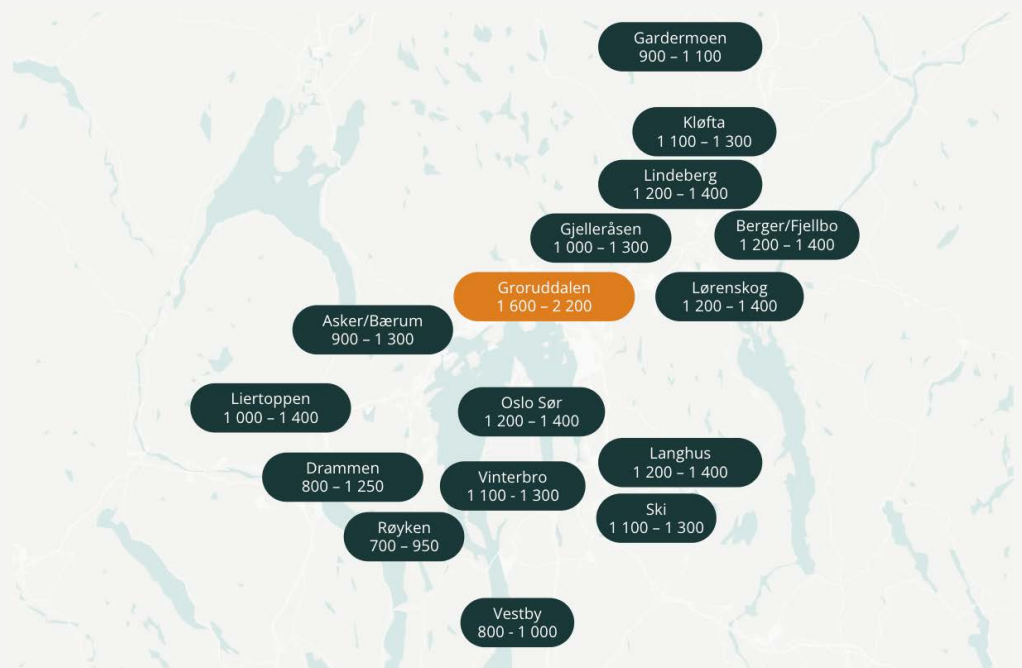 Gardermoen
900 – 1 100
Kløfta
1 100 – 1 300
Lindeberg
1 200 – 1 400
Gjelleråsen
1 000 – 1 300
Berger/Fjellbo
1 200 – 1 400
Groruddalen
1 600 – 2 200
Lørenskog
1 200 – 1 400
Asker/Bærum
900 – 1 300
Liertoppen
1 000 – 1 400
Oslo Sør
1 200 – 1 400
Langhus
1 200 – 1 400
Drammen
800 – 1 250
Vinterbro
1 100 - 1 300
Ski
1 100 – 1 300
Røyken
700 – 950
Vestby
800 - 1 000